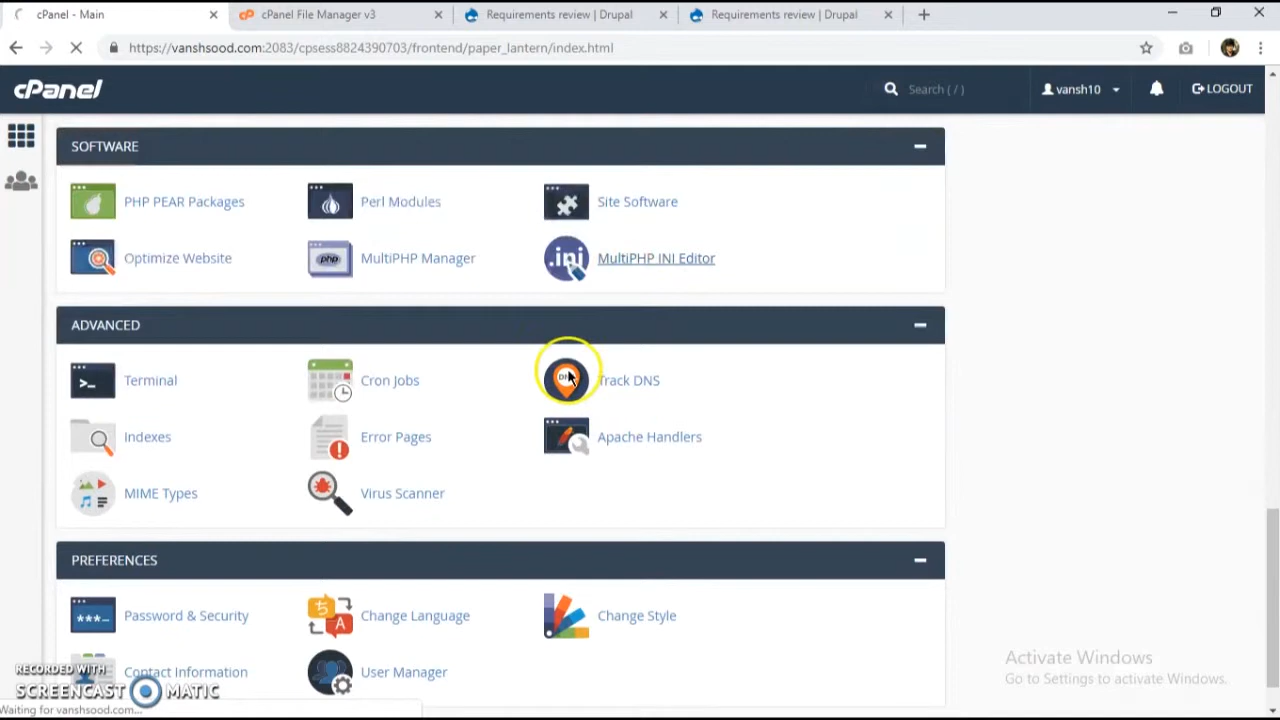 cPanel - Main
cPanel File Manager v3
Requirements review | Drupal
Requirements review | Drupal
https://vanshsood.com:2083/cpsess8824390703/frontend/paper_lantern/index.html
cPanel
Search ( / )
vansh10
LOGOUT
SOFTWARE
PHP PEAR Packages
Perl Modules
Site Software
Optimize Website
MultiPHP Manager
php
.ini
MultiPHP INI Editor
ADVANCED
Terminal
Cron Jobs
Track DNS
Indexes
Error Pages
Apache Handlers
MIME Types
Virus Scanner
PREFERENCES
Password & Security
Change Language
Change Style
Contact Information
User Manager
RECORDED WITH
SCREENCAST MATIC
Waiting for vanshsood.com...
Activate Windows
Go to Settings to activate Windows.